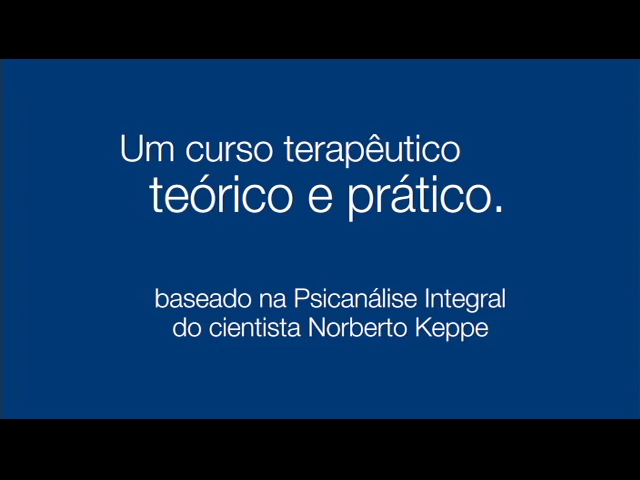 Um curso terapêutico
teórico e prático.
baseado na Psicanálise Integral
do cientista Norberto Keppe